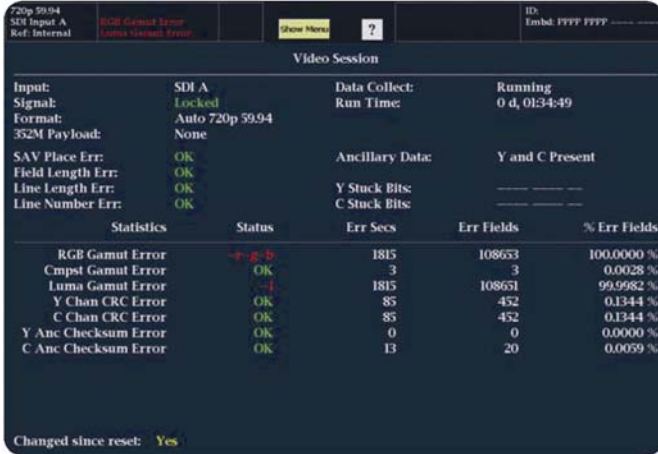 720p 59.94
SDI Input A
Ref: Internal
RGB Gamut Error
Luma Gamut Error
Show Menu
?
ID:
Embd: PPPP PPPP ---- ----
Video Session
Input: SDI A Data Collect: Running
Signal: Locked Run Time: 0 d, 01:34:49
Format: Auto 720p 59.94
352M Payload: None
SAV Place Err: OK Ancillary Data: Y and C Present
Field Length Err: OK
Line Length Err: OK Y Stuck Bits: ---- ---- --
Line Number Err: OK C Stuck Bits: ---- ---- --
Statistics Status Err Secs Err Fields % Err Fields
RGB Gamut Error -r-g-b 1815 108653 100.0000 %
Cmpst Gamut Error OK 3 3 0.0028 %
Luma Gamut Error -l 1815 108651 99.9982 %
Y Chan CRC Error OK 85 452 0.1344 %
C Chan CRC Error OK 85 452 0.1344 %
Y Anc Checksum Error OK 0 0 0.0000 %
C Anc Checksum Error OK 13 20 0.0059 %
Changed since reset: Yes